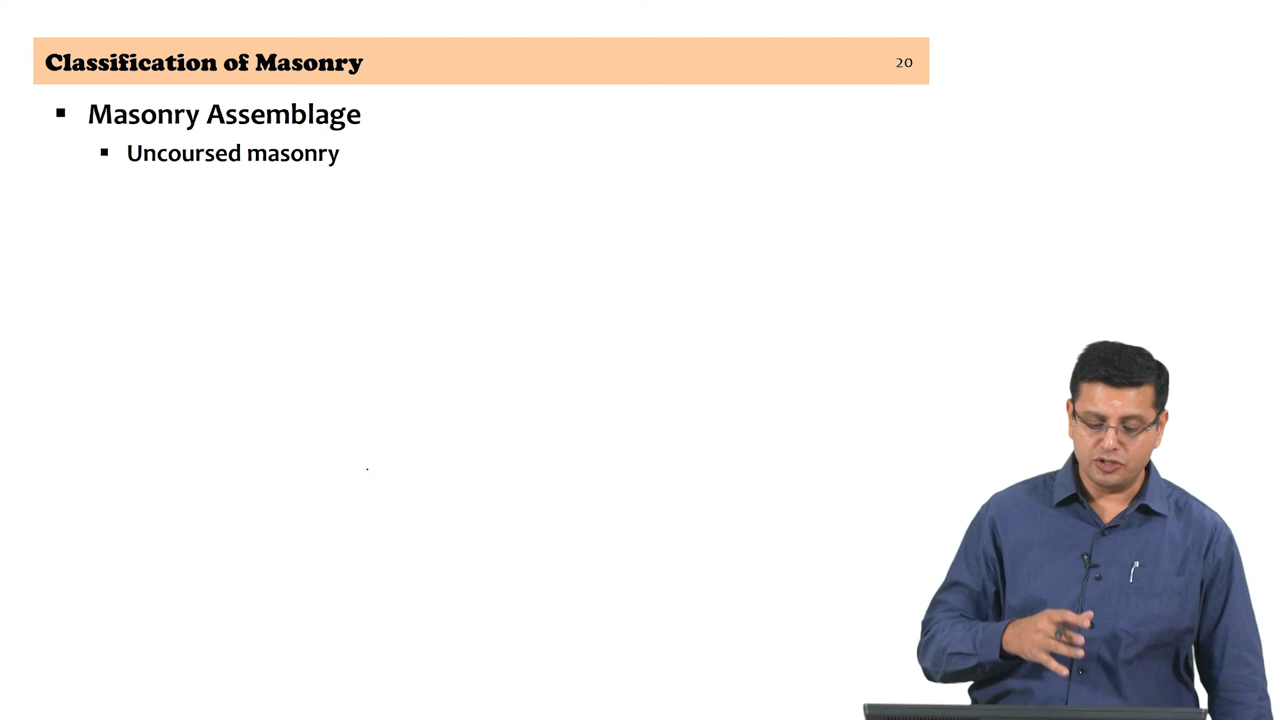 Classification of Masonry 20
▪ Masonry Assemblage
▪ Uncoursed masonry